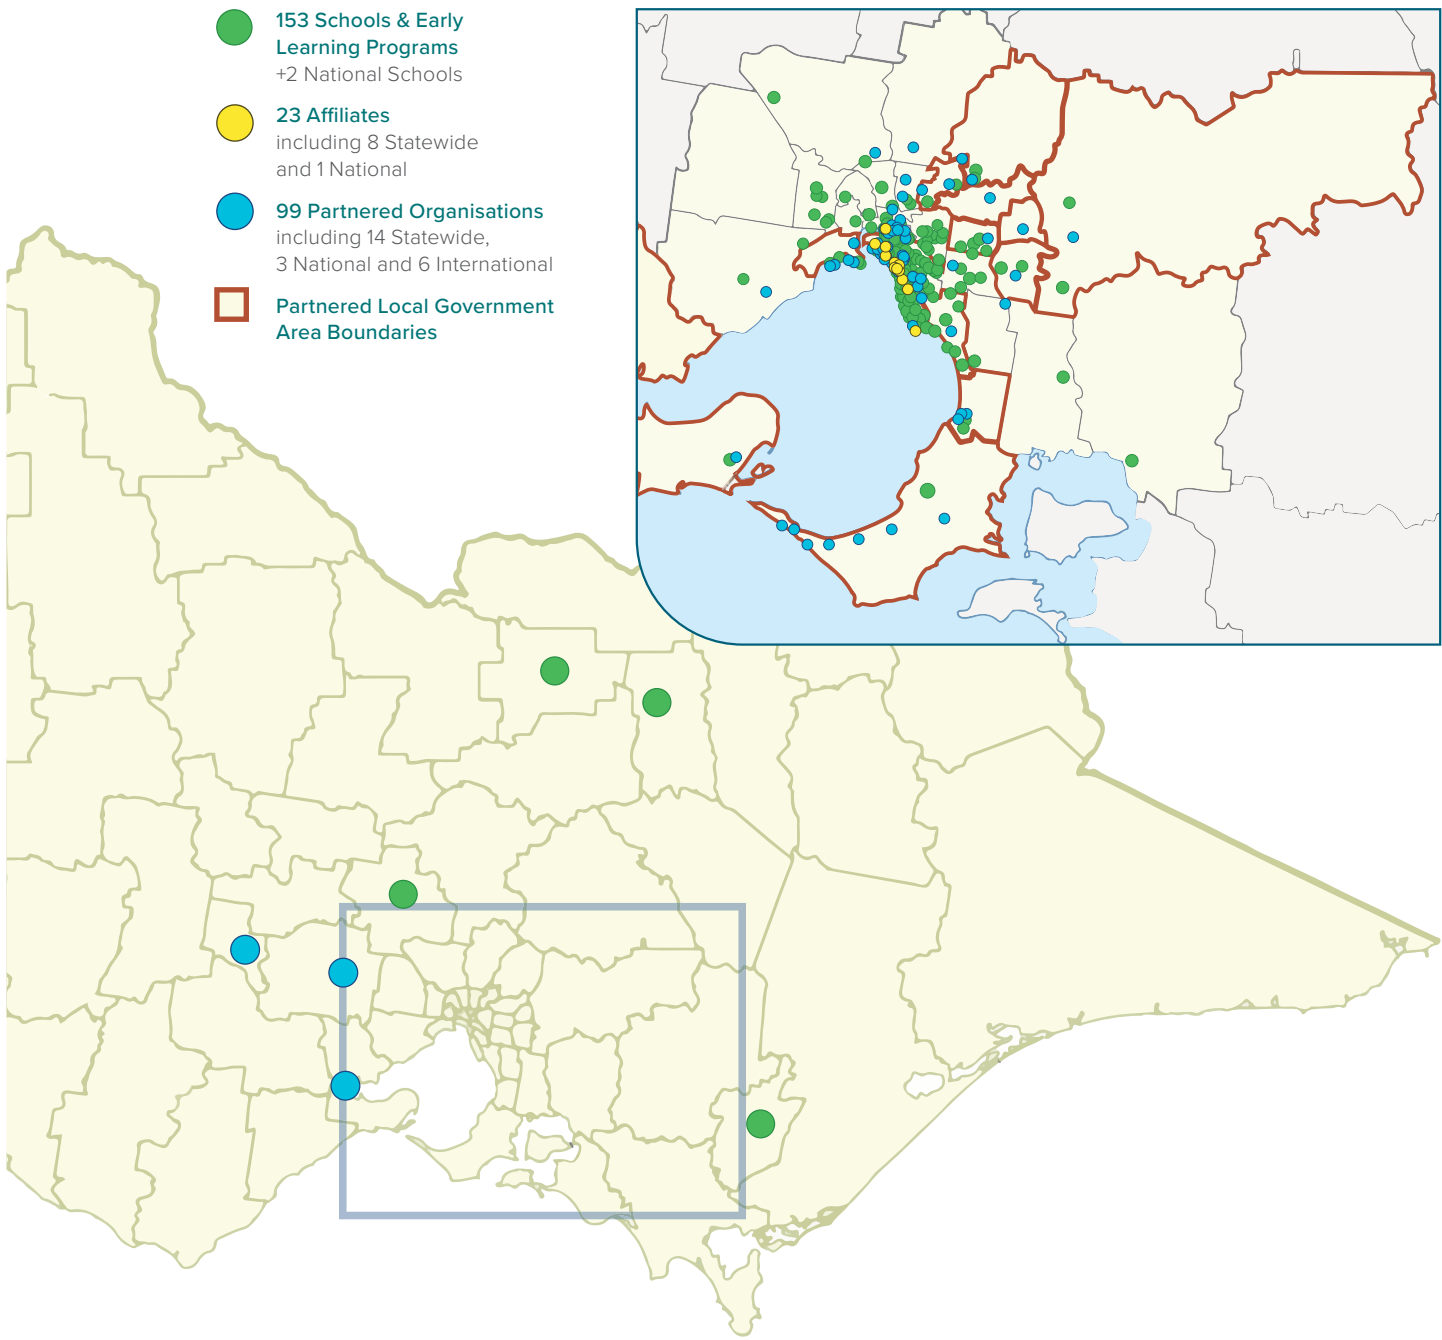 153 Schools & Early
Learning Programs
+2 National Schools
23 Affiliates
including 8 Statewide
and 1 National
99 Partnered Organisations
including 14 Statewide,
3 National and 6 International
Partnered Local Government
Area Boundaries